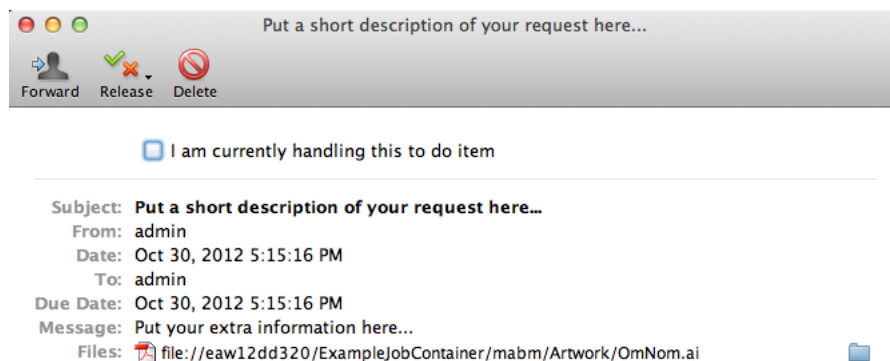 Put a short description of your request here...
Forward Release Delete
I am currently handling this to do item
Subject: Put a short description of your request here...
From: admin
Date: Oct 30, 2012 5:15:16 PM
To: admin
Due Date: Oct 30, 2012 5:15:16 PM
Message: Put your extra information here...
Files: file://eaw12dd320/ExampleJobContainer/mabm/Artwork/OmNom.ai